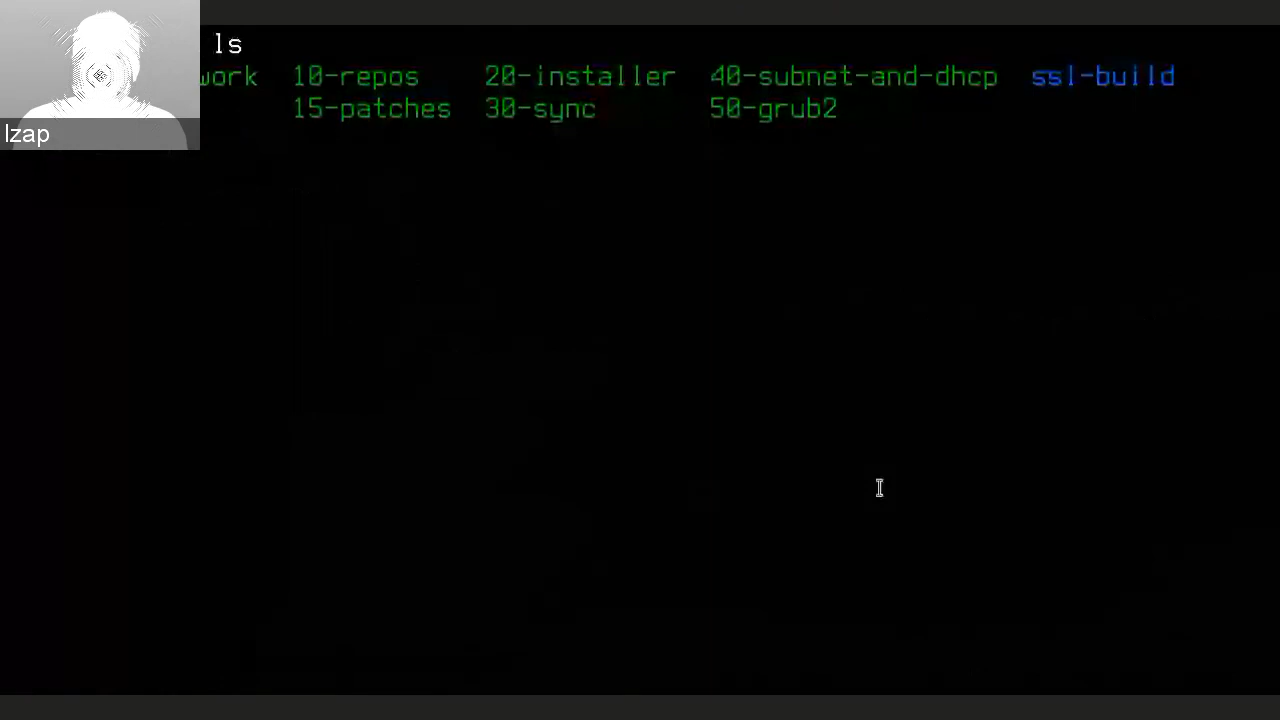 ls
work 10-repos 20-installer 40-subnet-and-dhcp ssl-build
15-patches 30-sync 50-grub2
lzap